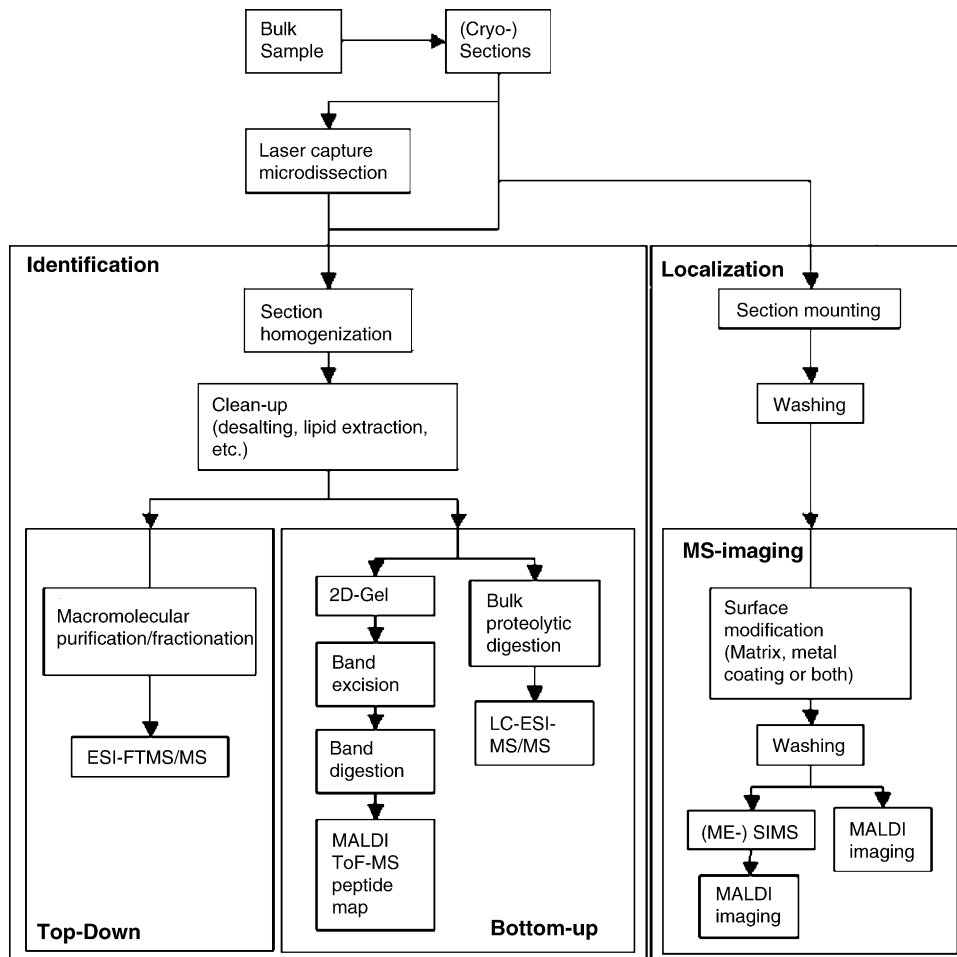 Bulk
Sample
(Cryo-)
Sections
Laser capture
microdissection
Identification
Section
homogenization
Clean-up
(desalting, lipid extraction,
etc.)
Macromolecular
purification/fractionation
ESI-FTMS/MS
Top-Down
2D-Gel
Band
excision
Band
digestion
MALDI
ToF-MS
peptide
map
Bulk
proteolytic
digestion
LC-ESI-
MS/MS
Bottom-up
Localization
Section mounting
Washing
MS-imaging
Surface
modification
(Matrix, metal
coating or both)
Washing
(ME-) SIMS
MALDI
imaging
MALDI
imaging